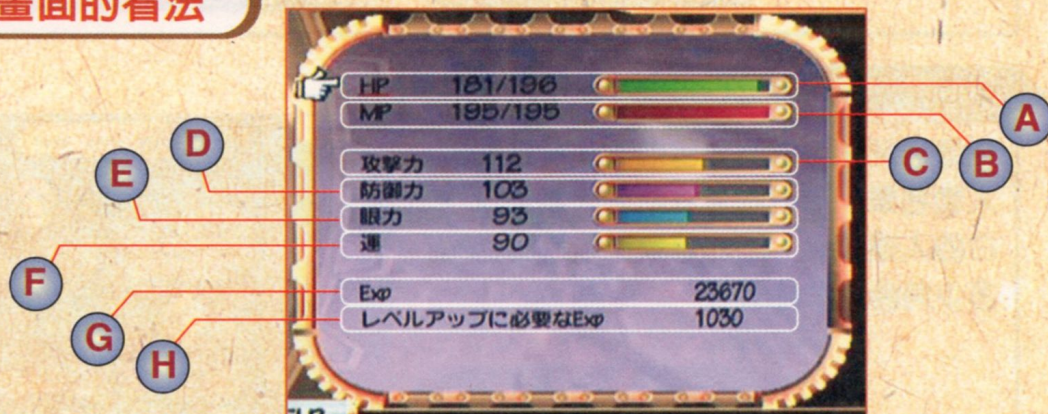 畫面的看法
HP 181/196
MP 195/195
攻撃力 112
防御力 103
眼力 93
運 90
Exp 23670
レベルアップに必要なExp 1030
A
B
C
D
E
F
G
H